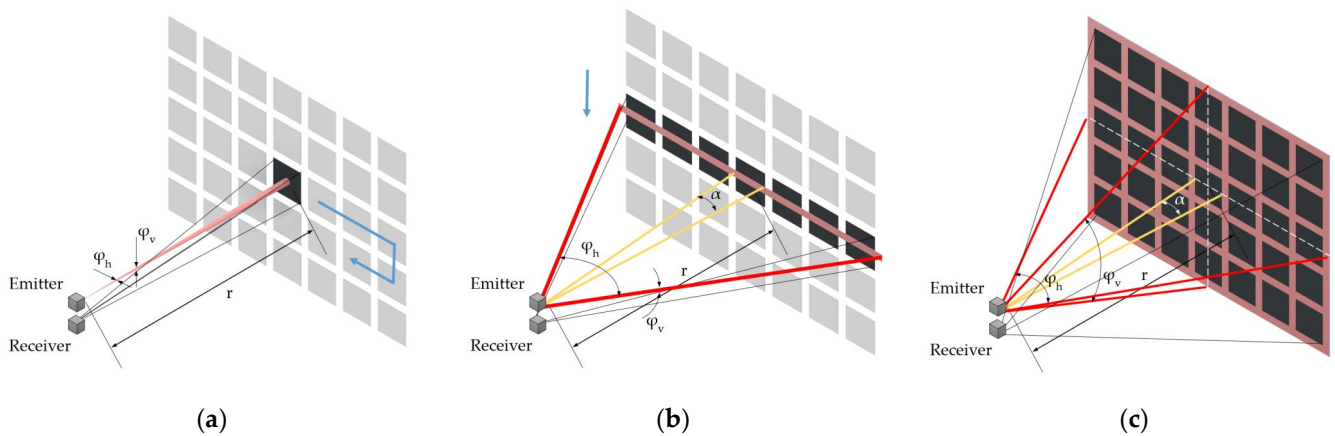 φv
φh
Emitter
r
Receiver
(a)
α
φh
Emitter
r
φv
Receiver
(b)
α
φh
φv
r
Emitter
Receiver
(c)